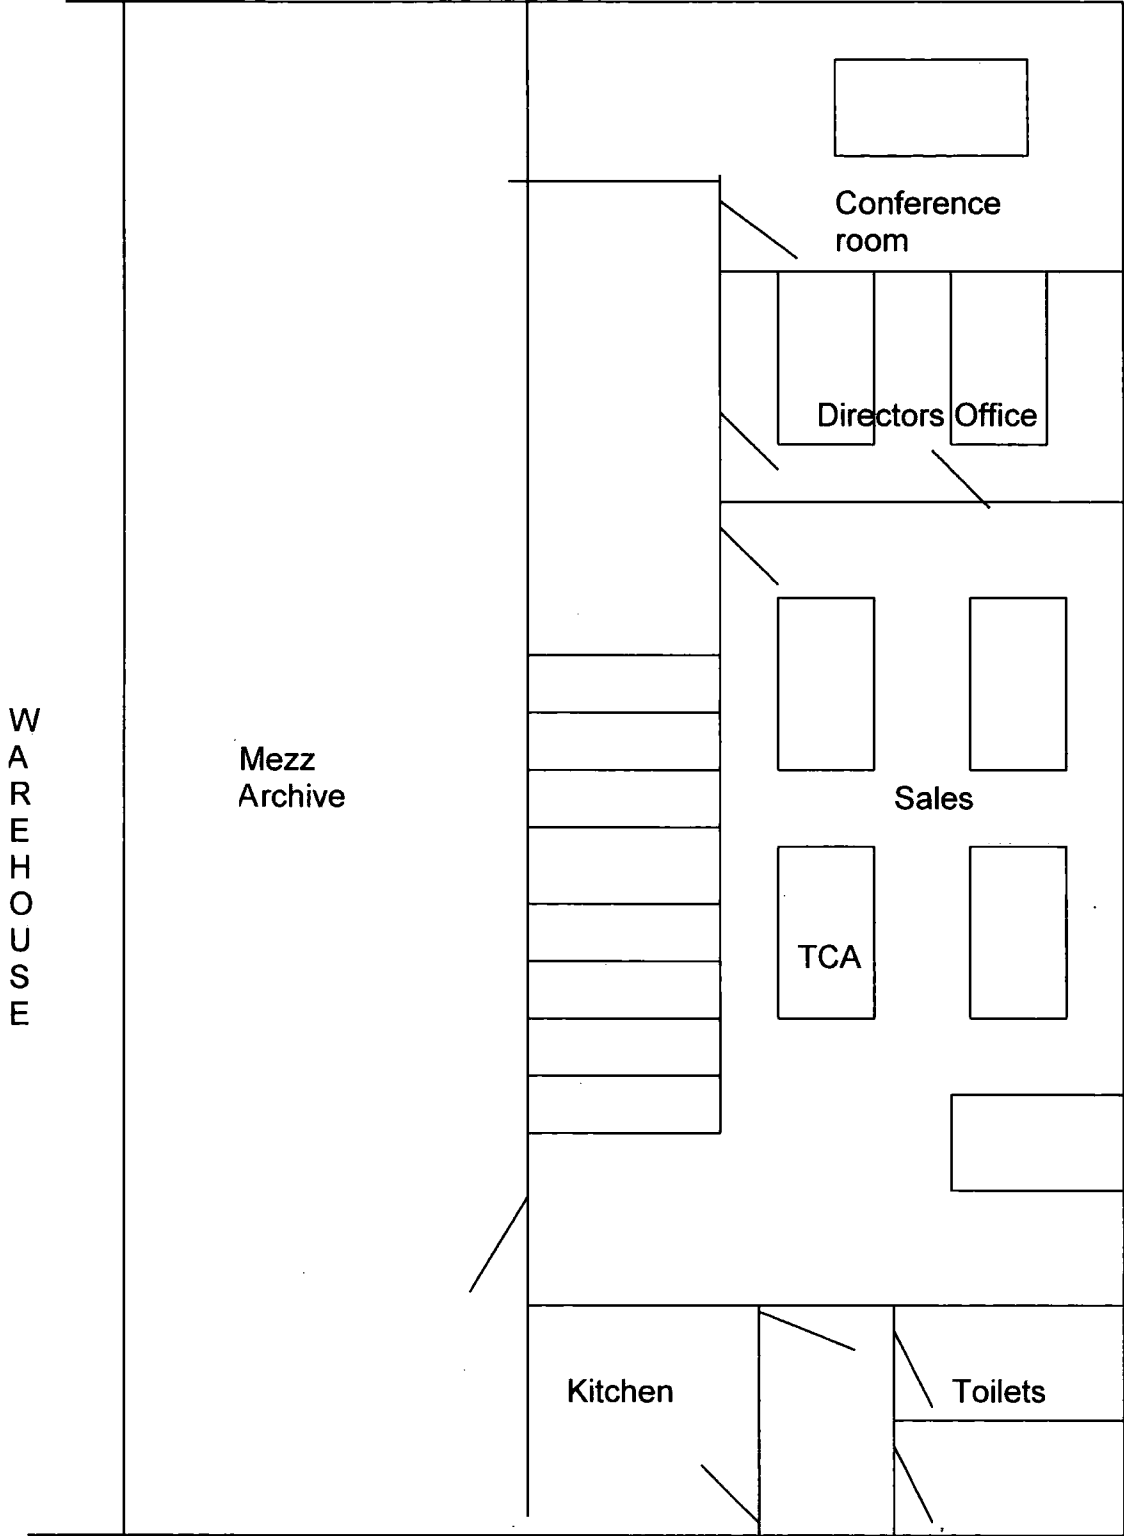 Conference
room
Directors Office
W
A
R
E
H
O
U
S
E
Mezz
Archive
Sales
TCA
Kitchen
Toilets